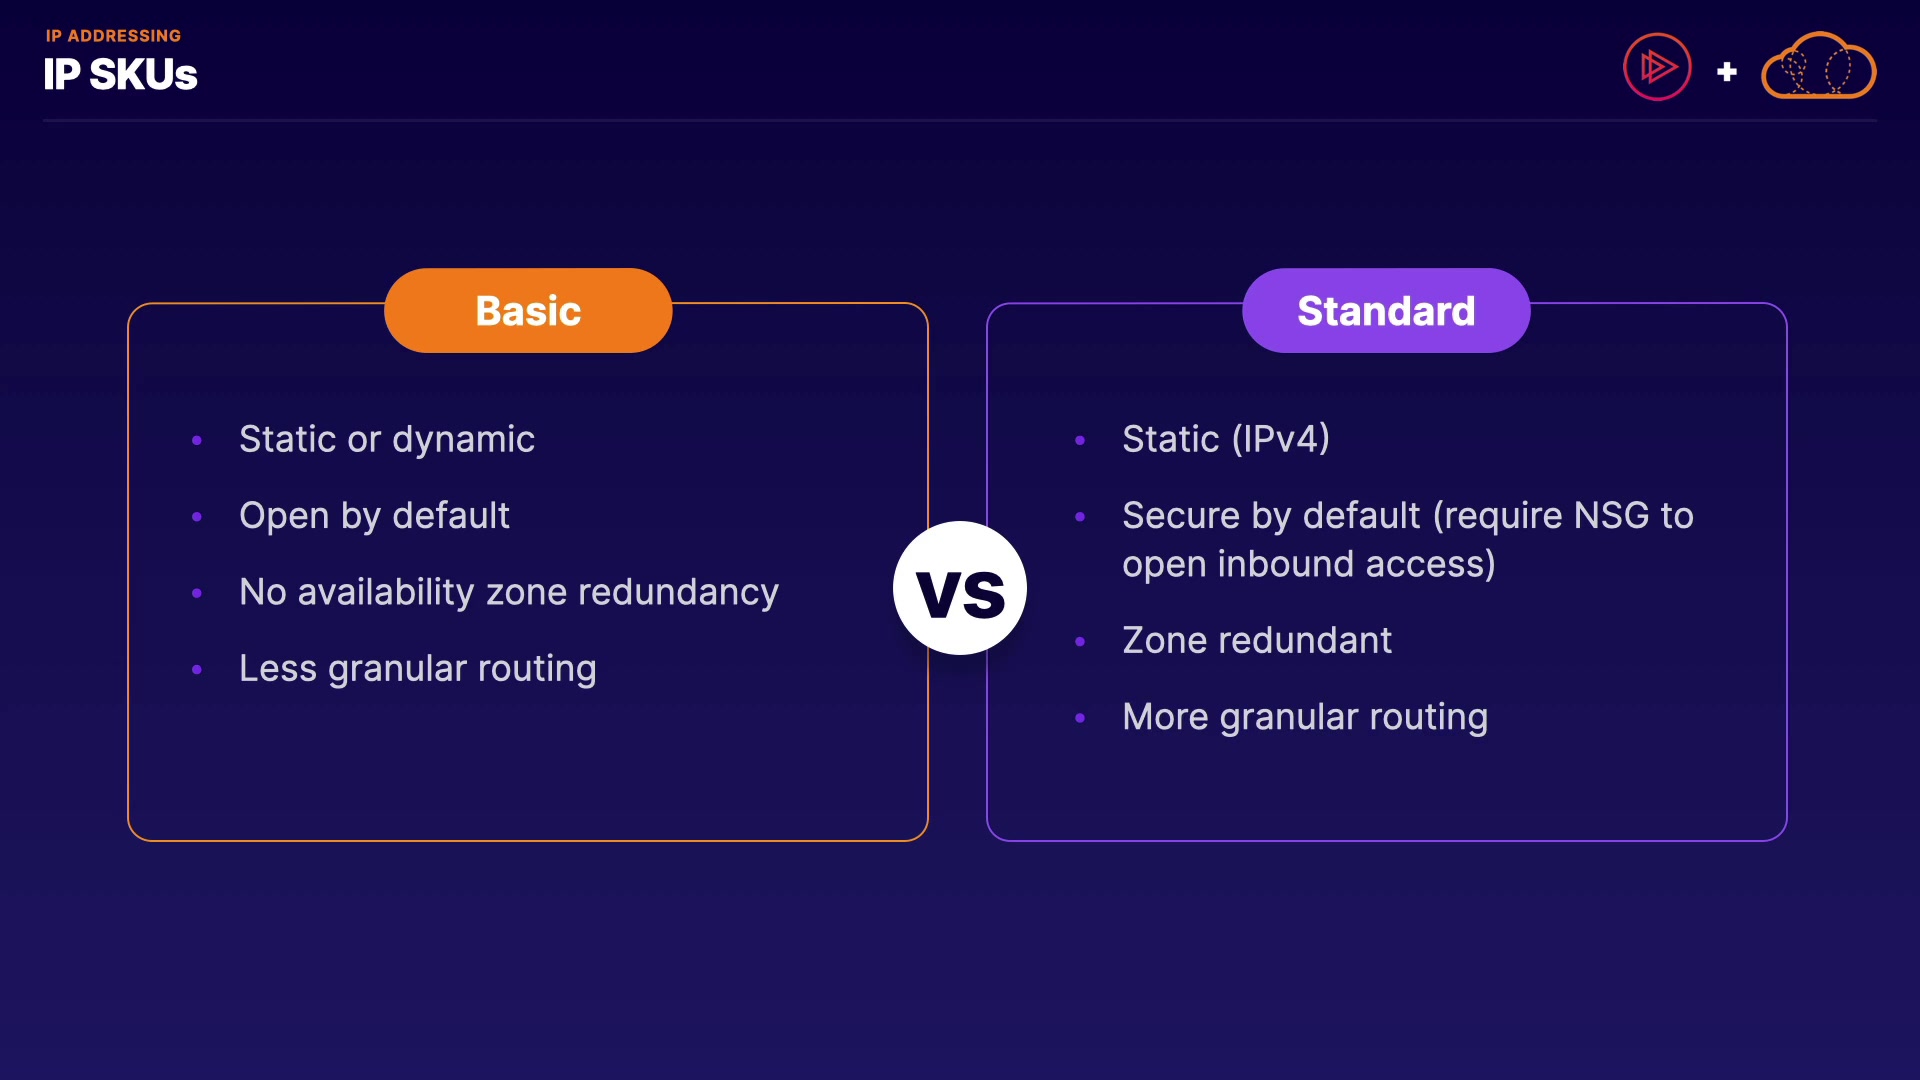 IP ADDRESSING
IP SKUs
Basic
• Static or dynamic
• Open by default
• No availability zone redundancy
• Less granular routing
VS
Standard
• Static (IPv4)
• Secure by default (require NSG to
open inbound access)
• Zone redundant
• More granular routing